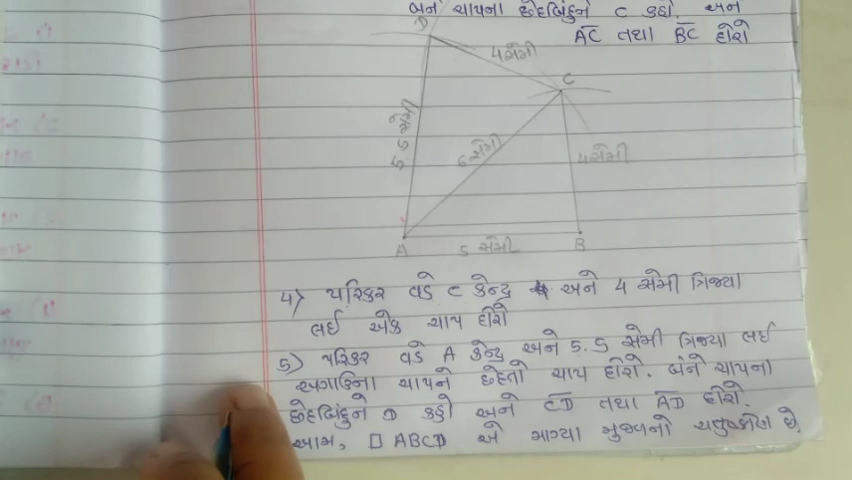 બંને ચાપના છેદબિંદુને C કહો. અને
AC તથા BC દોરો
D
4 સેમી
C
5.5 સેમી
6 સેમી
4 સેમી
A
5 સેમી
B
4) પરિકર વડે C કેન્દ્ર અને 4 સેમી ત્રિજ્યા
લઈ એક ચાપ દોરો
5) પરિકર વડે A કેન્દ્ર અને 5.5 સેમી ત્રિજ્યા લઈ
અગાઉના ચાપને છેદતો ચાપ દોરો. બંને ચાપના
છેદબિંદુને D કહો અને CD તથા AD દોરો.
આમ, □ ABCD એ માગ્યા મુજબનો ચતુષ્કોણ છે.